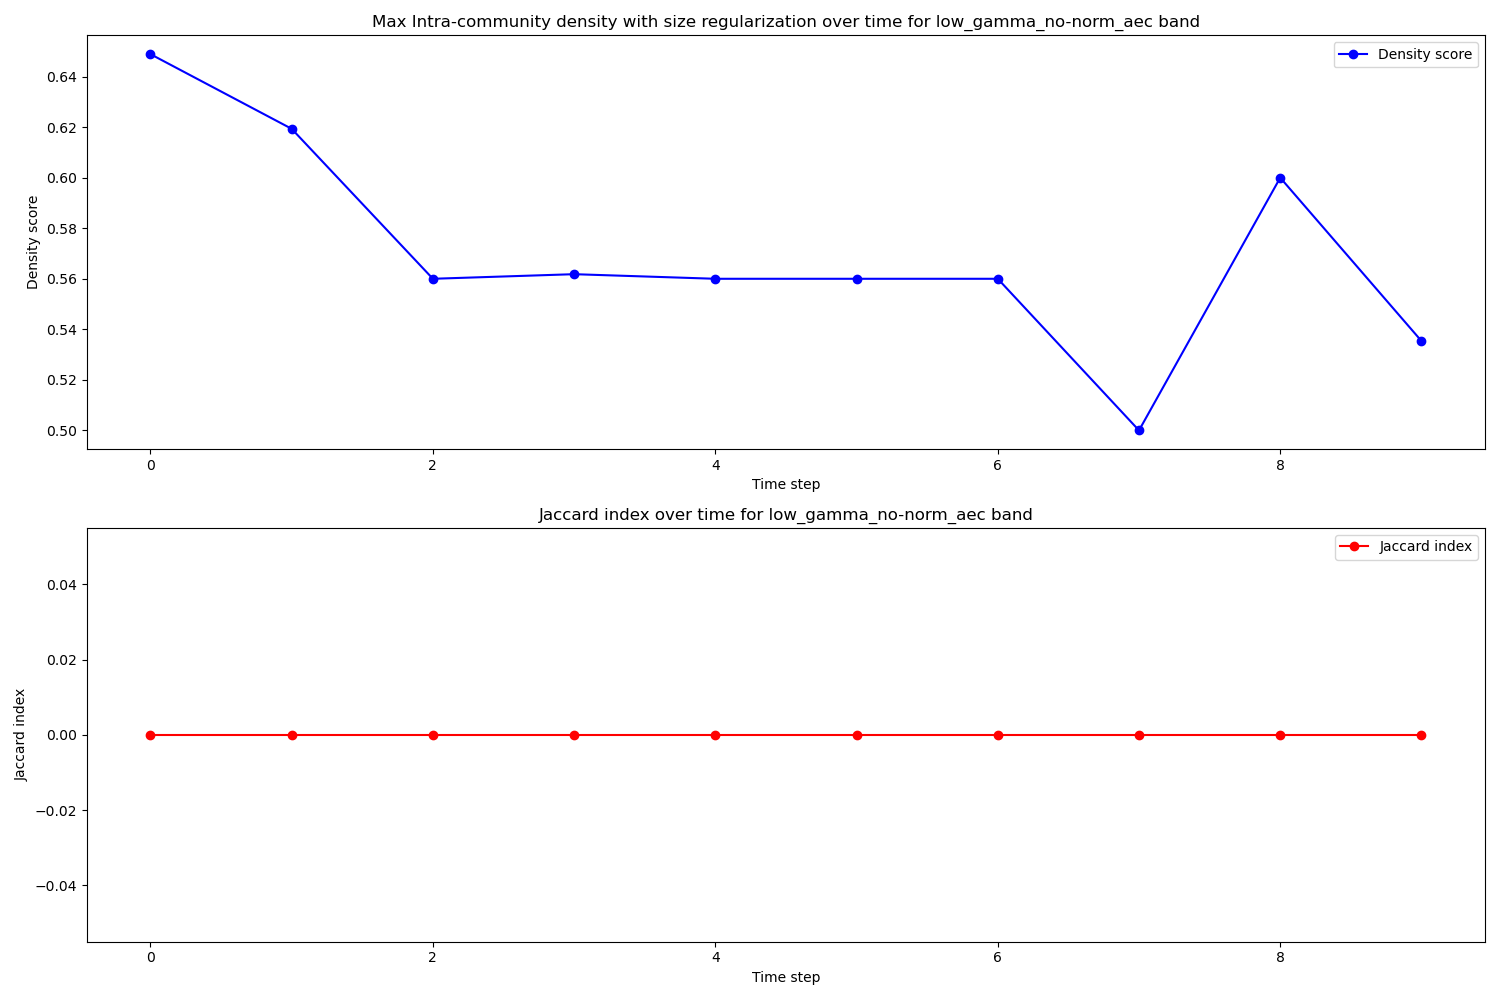 Max Intra-community density with size regularization over time for low_gamma_no-norm_aec band
Density score
0.64
0.62
0.60
0.58
0.56
0.54
0.52
0.50
Density score
0
2
4
6
8
Time step
Jaccard index over time for low_gamma_no-norm_aec band
Jaccard index
0.04
0.02
0.00
−0.02
−0.04
Jaccard index
0
2
4
6
8
Time step